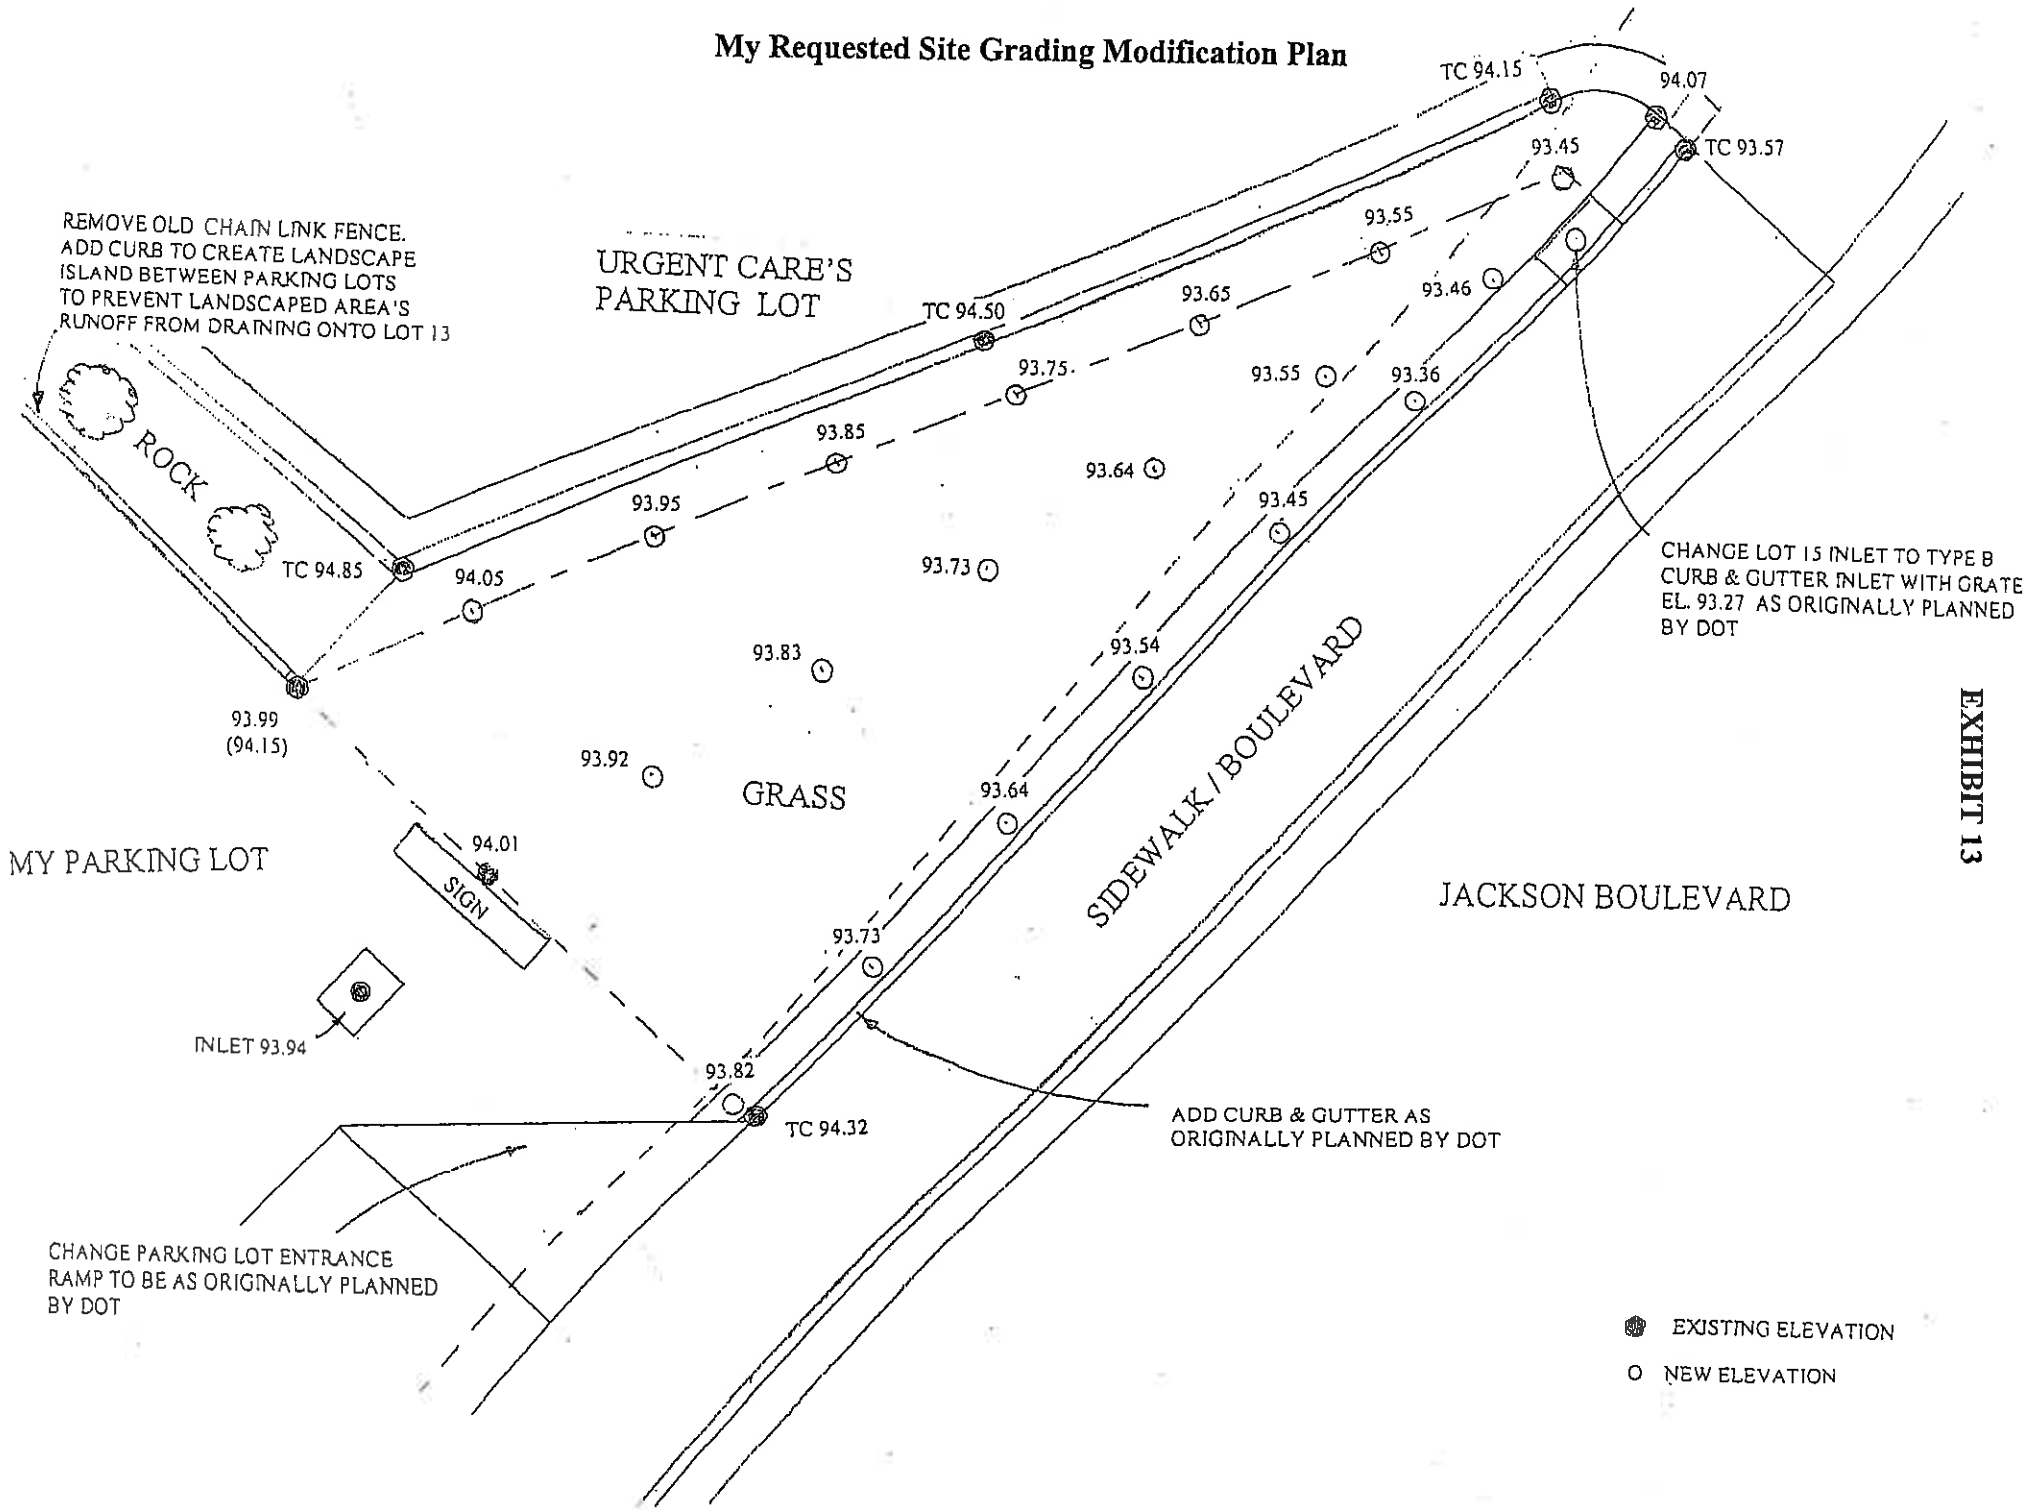 My Requested Site Grading Modification Plan
TC 94.15
94.07
93.45
TC 93.57
REMOVE OLD CHAIN LINK FENCE.
ADD CURB TO CREATE LANDSCAPE
ISLAND BETWEEN PARKING LOTS
TO PREVENT LANDSCAPED AREA'S
RUNOFF FROM DRAINING ONTO LOT 13
URGENT CARE'S
PARKING LOT
93.55
93.65
93.46
TC 94.50
93.75
93.55
93.36
93.85
ROCK
93.64
93.95
93.45
TC 94.85
94.05
93.73
CHANGE LOT 15 INLET TO TYPE B
CURB & GUTTER INLET WITH GRATE
EL. 93.27 AS ORIGINALLY PLANNED
BY DOT
93.83
93.54
SIDEWALK / BOULEVARD
EXHIBIT 13
93.99
(94.15)
93.92
GRASS
93.64
MY PARKING LOT
94.01
SIGN
JACKSON BOULEVARD
93.73
INLET 93.94
93.82
TC 94.32
ADD CURB & GUTTER AS
ORIGINALLY PLANNED BY DOT
CHANGE PARKING LOT ENTRANCE
RAMP TO BE AS ORIGINALLY PLANNED
BY DOT
EXISTING ELEVATION
NEW ELEVATION